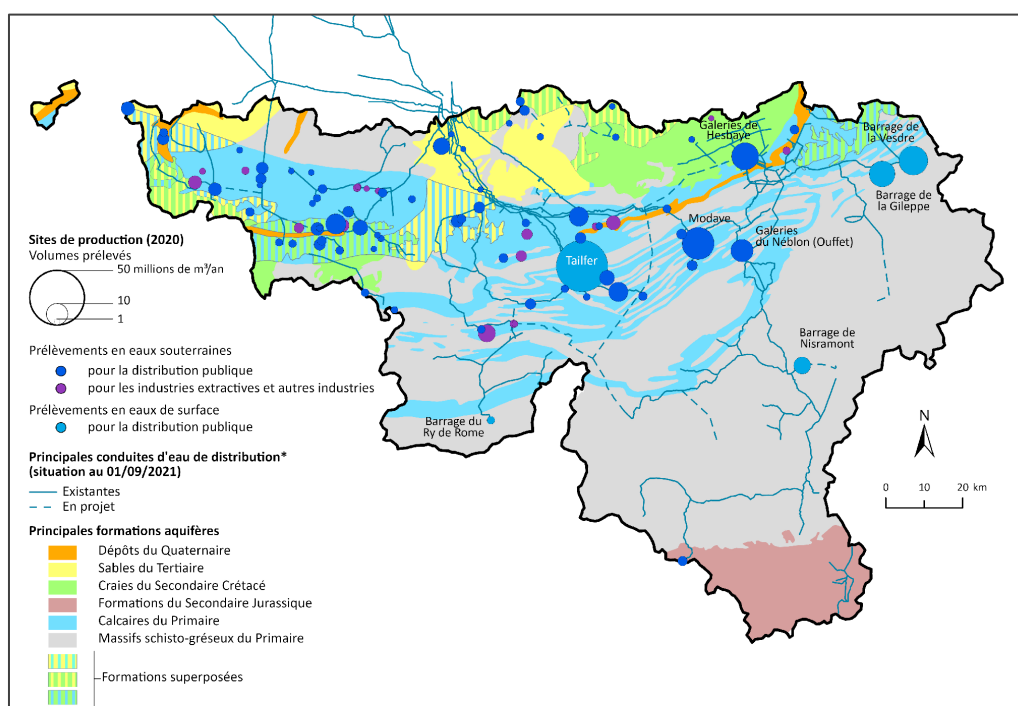 Galeries de
Hesbaye
Barrage de
la Vesdre
Barrage de
la Gileppe
Modave
Galeries
du Néblon (Ouffet)
Tailfer
Barrage de
Nisramont
Barrage du
Ry de Rome
N
0 10 20 km
Sites de production (2020)
Volumes prélevés
50 millions de m³/an
10
1
Prélèvements en eaux souterraines
pour la distribution publique
pour les industries extractives et autres industries
Prélèvements en eaux de surface
pour la distribution publique
Principales conduites d'eau de distribution*
(situation au 01/09/2021)
Existantes
En projet
Principales formations aquifères
Dépôts du Quaternaire
Sables du Tertiaire
Craies du Secondaire Crétacé
Formations du Secondaire Jurassique
Calcaires du Primaire
Massifs schisto-gréseux du Primaire
Formations superposées